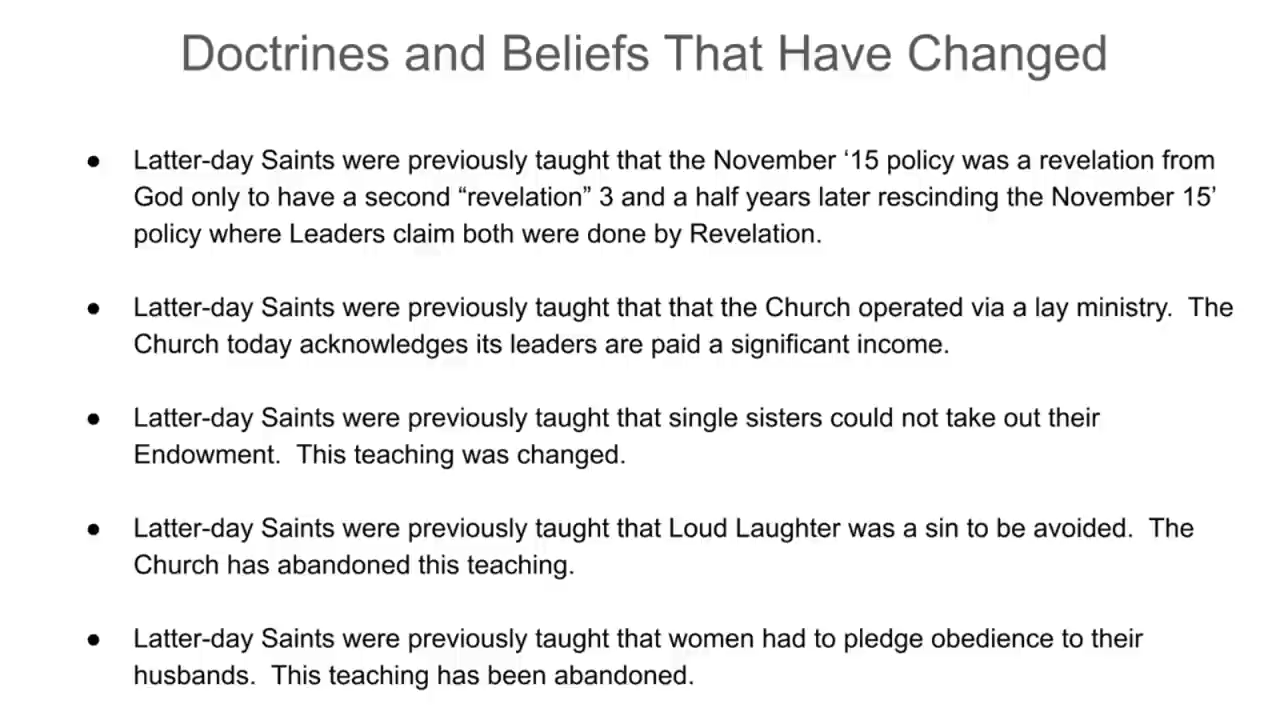 Doctrines and Beliefs That Have Changed
● Latter-day Saints were previously taught that the November ‘15 policy was a revelation from
God only to have a second “revelation” 3 and a half years later rescinding the November 15’
policy where Leaders claim both were done by Revelation.
● Latter-day Saints were previously taught that that the Church operated via a lay ministry.  The
Church today acknowledges its leaders are paid a significant income.
● Latter-day Saints were previously taught that single sisters could not take out their
Endowment.  This teaching was changed.
● Latter-day Saints were previously taught that Loud Laughter was a sin to be avoided.  The
Church has abandoned this teaching.
● Latter-day Saints were previously taught that women had to pledge obedience to their
husbands.  This teaching has been abandoned.